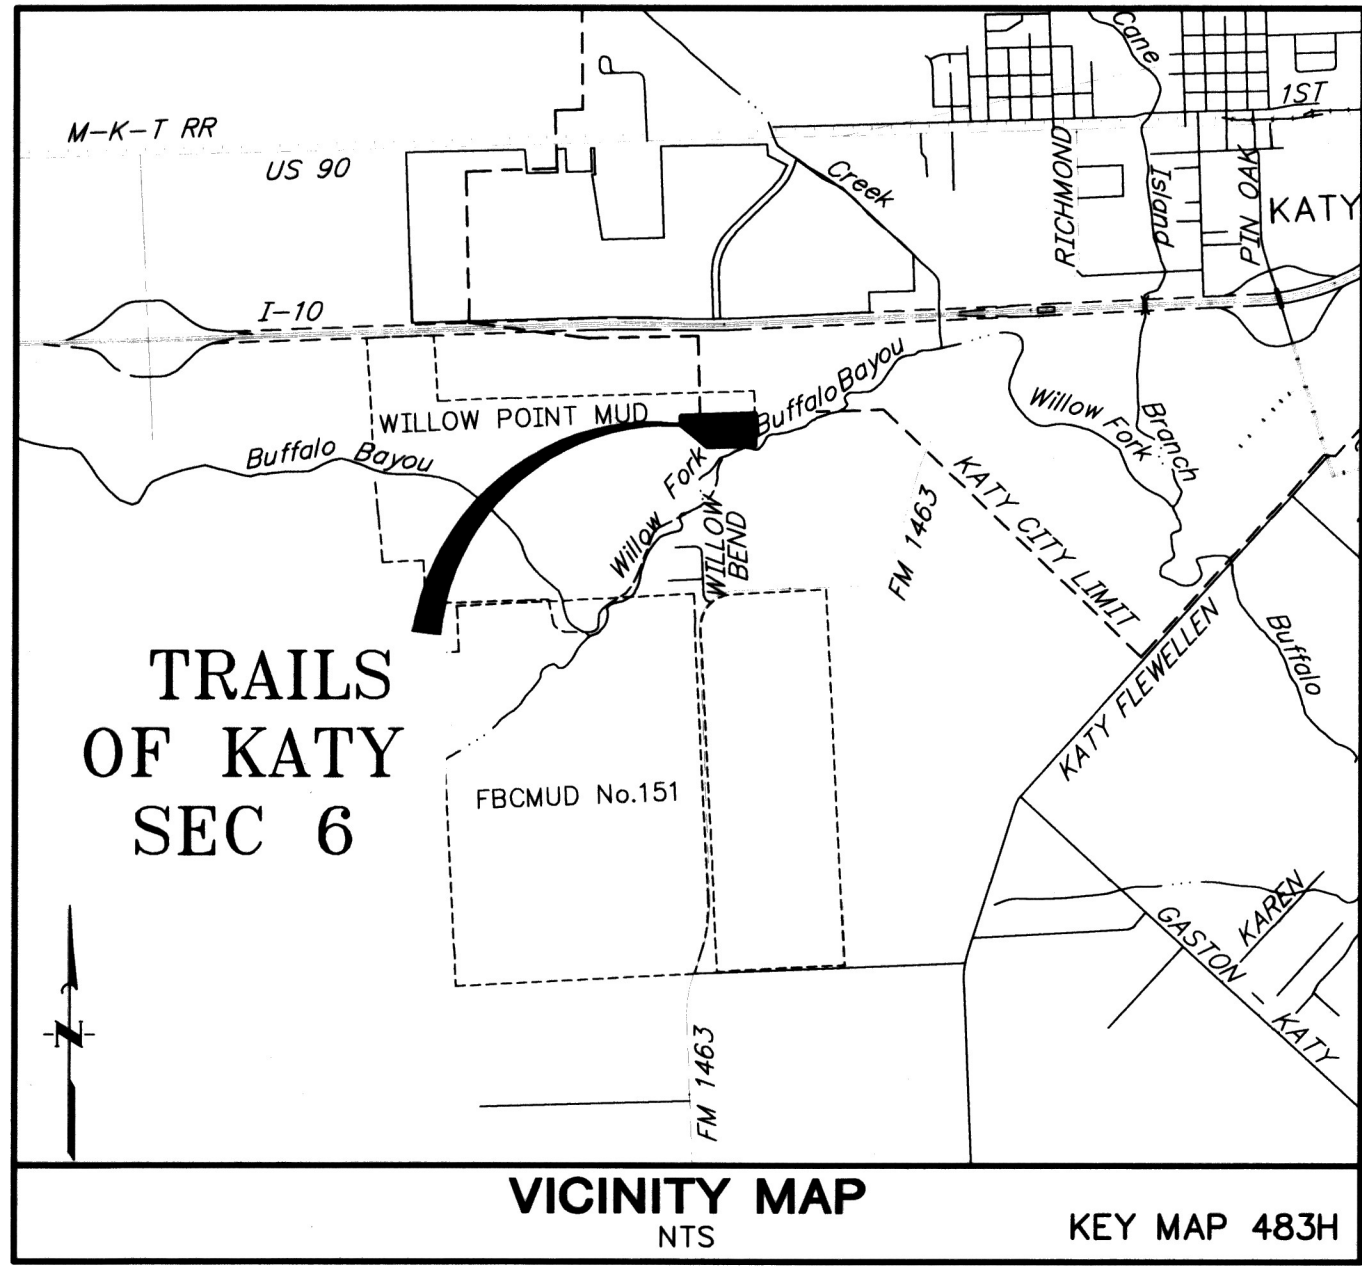 Cane
M-K-T RR
US 90
1ST
RICHMOND
Creek
Island
PIN OAK
KATY
I-10
WILLOW POINT MUD
Buffalo Bayou
Willow Fork
Branch
Buffalo Bayou
Willow Fork
WILLOW
BEND
FM 1463
KATY CITY LIMIT
KATY FLEWELLEN
Buffalo
TRAILS
OF KATY
SEC 6
FBCMUD No.151
GASTON - KATY
KAREN
FM 1463
N
VICINITY MAP
NTS
KEY MAP 483H